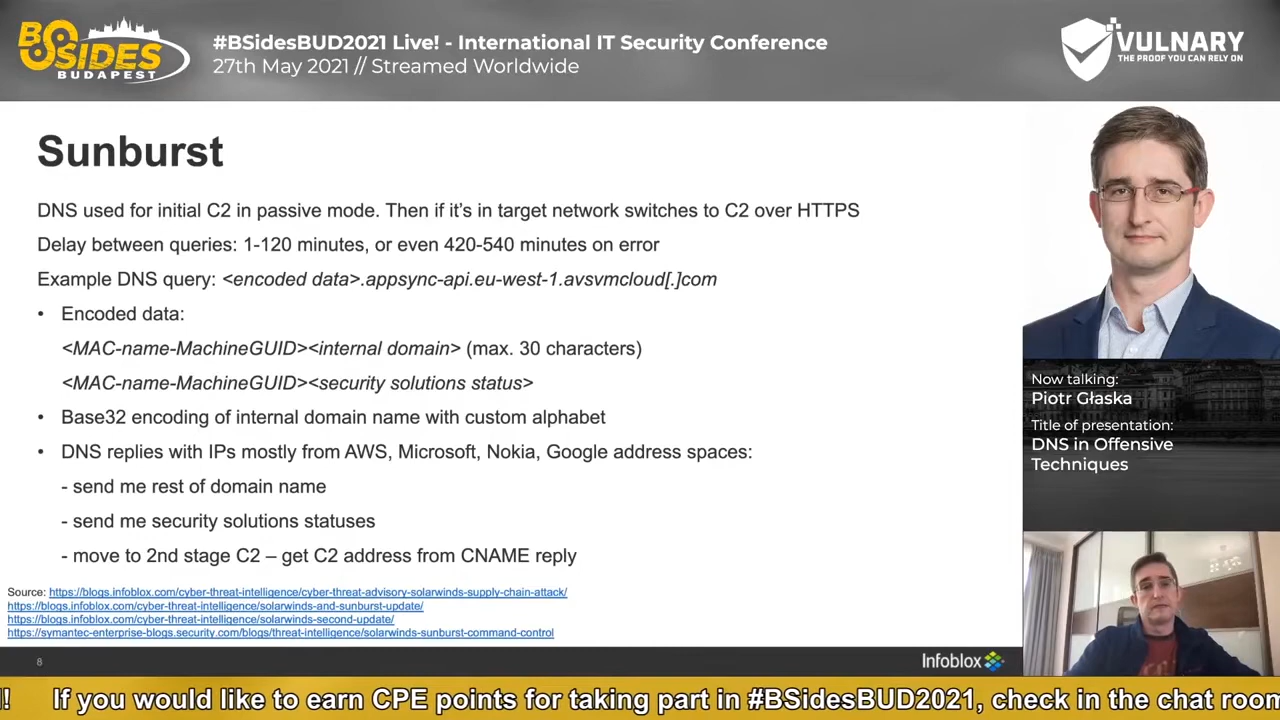 BSIDES
BUDAPEST
#BSidesBUD2021 Live! - International IT Security Conference
27th May 2021 // Streamed Worldwide
VULNARY
THE PROOF YOU CAN RELY ON
Sunburst
DNS used for initial C2 in passive mode. Then if it's in target network switches to C2 over HTTPS
Delay between queries: 1-120 minutes, or even 420-540 minutes on error
Example DNS query: <encoded data>.appsync-api.eu-west-1.avsvmcloud[.]com
• Encoded data:
<MAC-name-MachineGUID><internal domain> (max. 30 characters)
<MAC-name-MachineGUID><security solutions status>
• Base32 encoding of internal domain name with custom alphabet
• DNS replies with IPs mostly from AWS, Microsoft, Nokia, Google address spaces:
- send me rest of domain name
- send me security solutions statuses
- move to 2nd stage C2 – get C2 address from CNAME reply
Source: https://blogs.infoblox.com/cyber-threat-intelligence/cyber-threat-advisory-solarwinds-supply-chain-attack/
https://blogs.infoblox.com/cyber-threat-intelligence/solarwinds-and-sunburst-update/
https://blogs.infoblox.com/cyber-threat-intelligence/solarwinds-second-update/
https://symantec-enterprise-blogs.security.com/blogs/threat-intelligence/solarwinds-sunburst-command-control
8
Infoblox
Now talking:
Piotr Głaska
Title of presentation:
DNS in Offensive
Techniques
! If you would like to earn CPE points for taking part in #BSidesBUD2021, check in the chat room